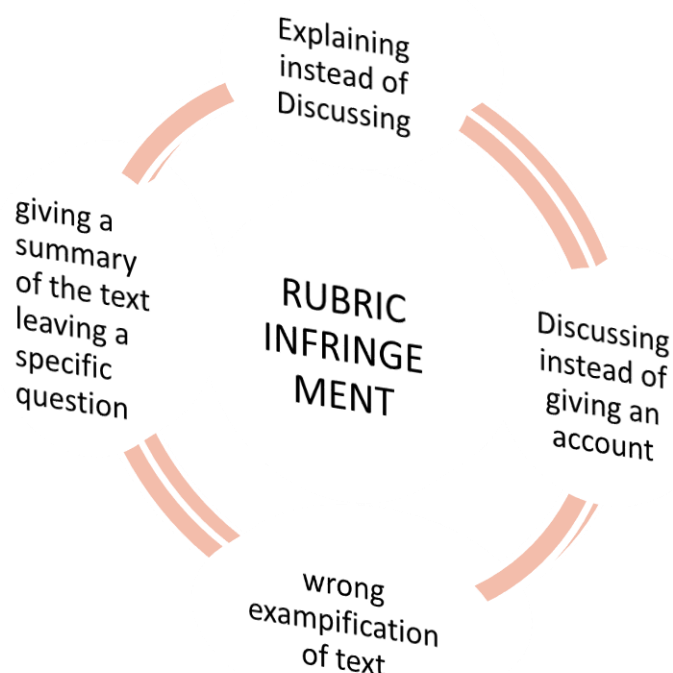 Explaining
instead of
Discussing
giving a
summary
of the text
leaving a
specific
question
RUBRIC
INFRINGE
MENT
Discussing
instead of
giving an
account
wrong
exampification
of text